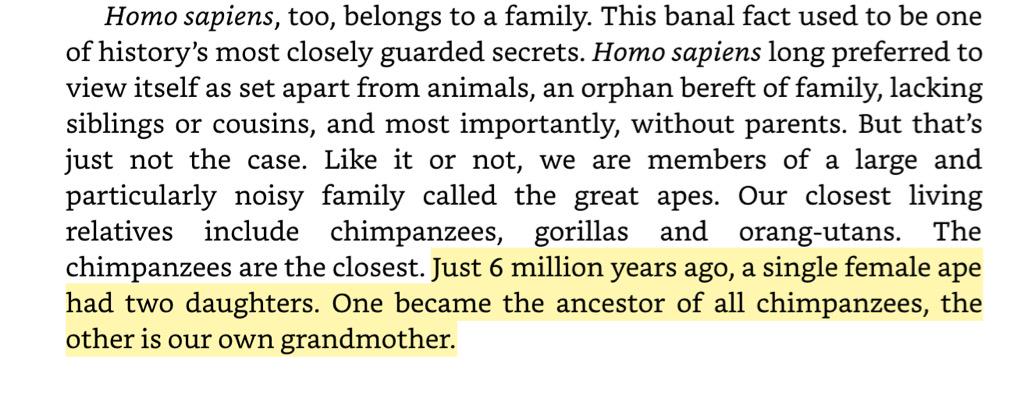 Homo sapiens, too, belongs to a family. This banal fact used to be one
of history’s most closely guarded secrets. Homo sapiens long preferred to
view itself as set apart from animals, an orphan bereft of family, lacking
siblings or cousins, and most importantly, without parents. But that’s
just not the case. Like it or not, we are members of a large and
particularly noisy family called the great apes. Our closest living
relatives include chimpanzees, gorillas and orang-utans. The
chimpanzees are the closest. Just 6 million years ago, a single female ape
had two daughters. One became the ancestor of all chimpanzees, the
other is our own grandmother.